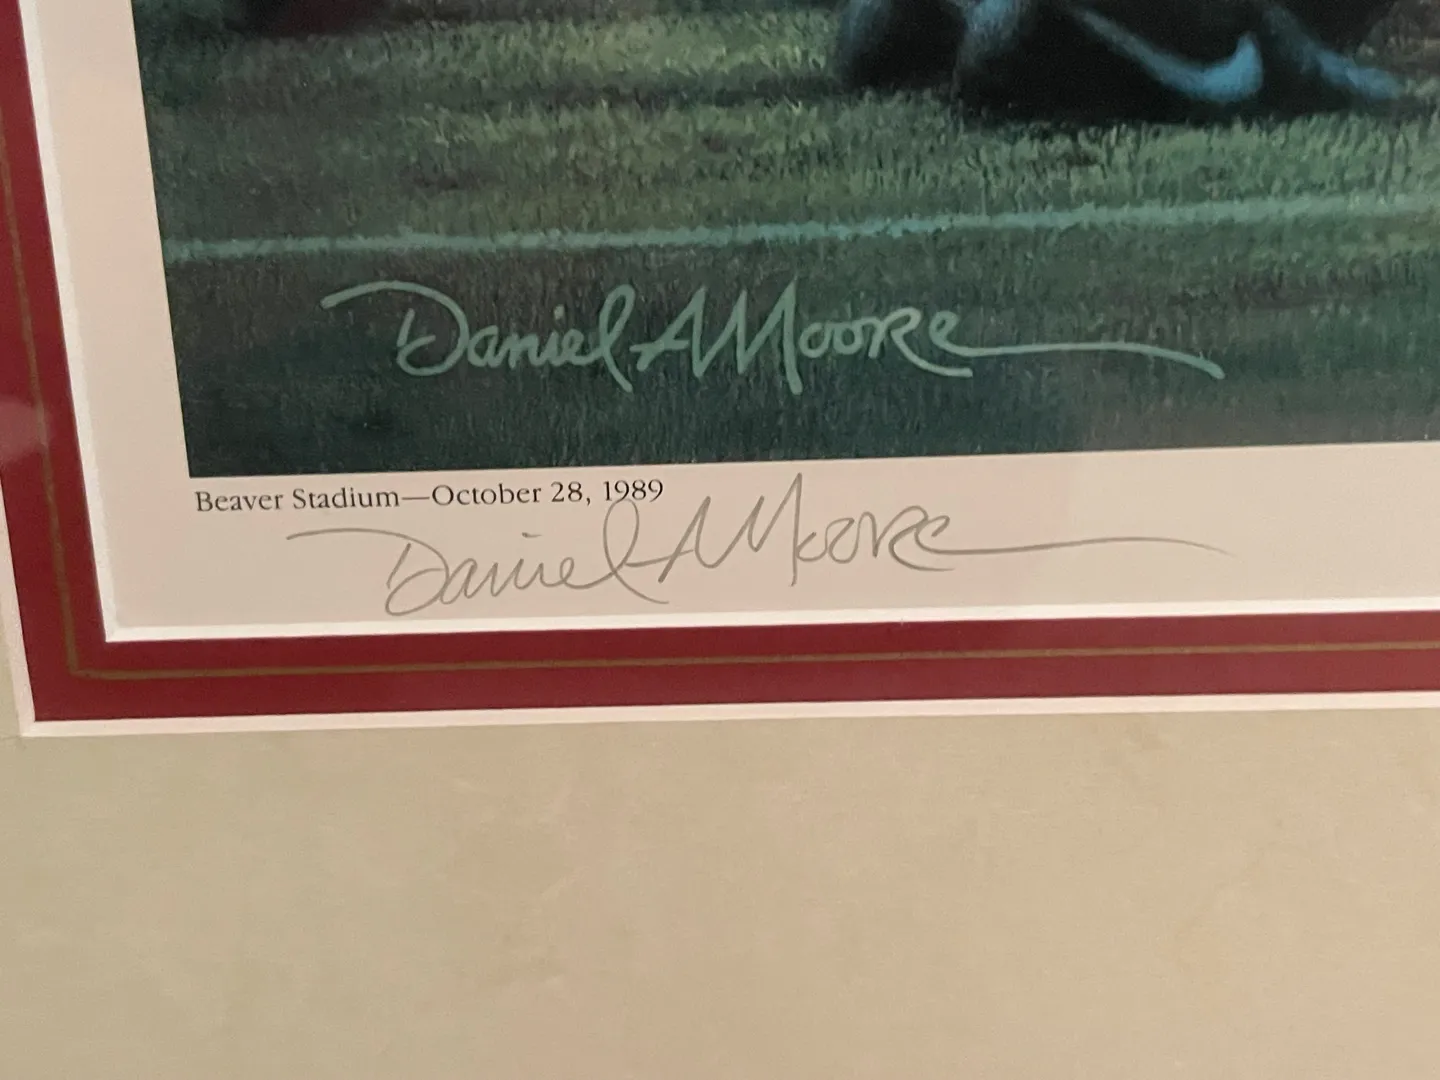 Daniel A Moore
Beaver Stadium—October 28, 1989
Daniel A Moore